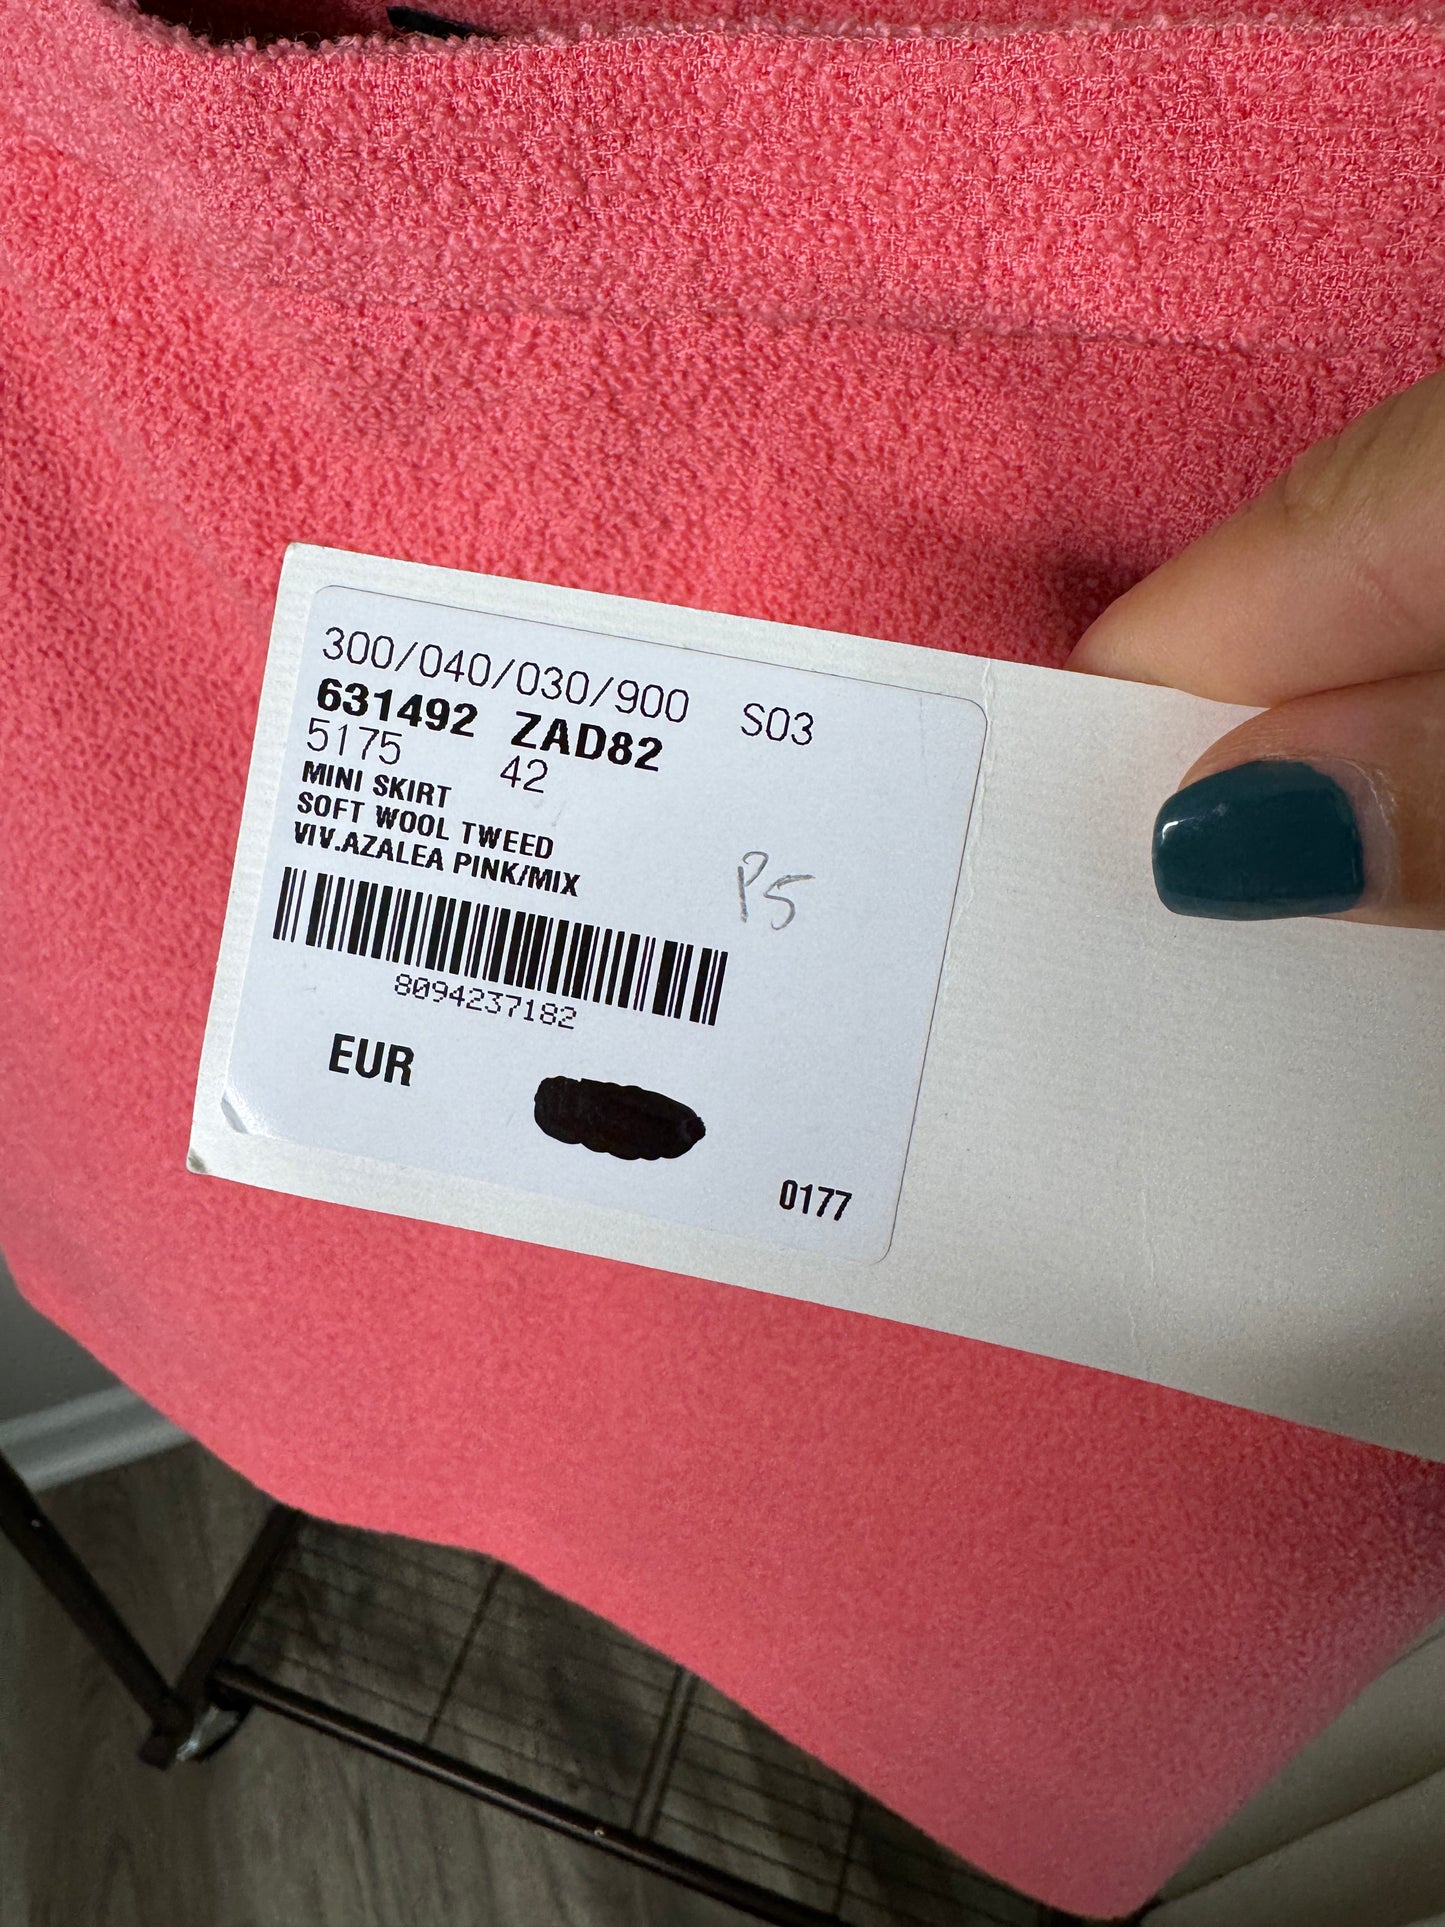 300/040/030/900 S03
631492 ZAD82
5175 42
MINI SKIRT
SOFT WOOL TWEED
VIV.AZALEA PINK/MIX
P5
8094237182
EUR
0177